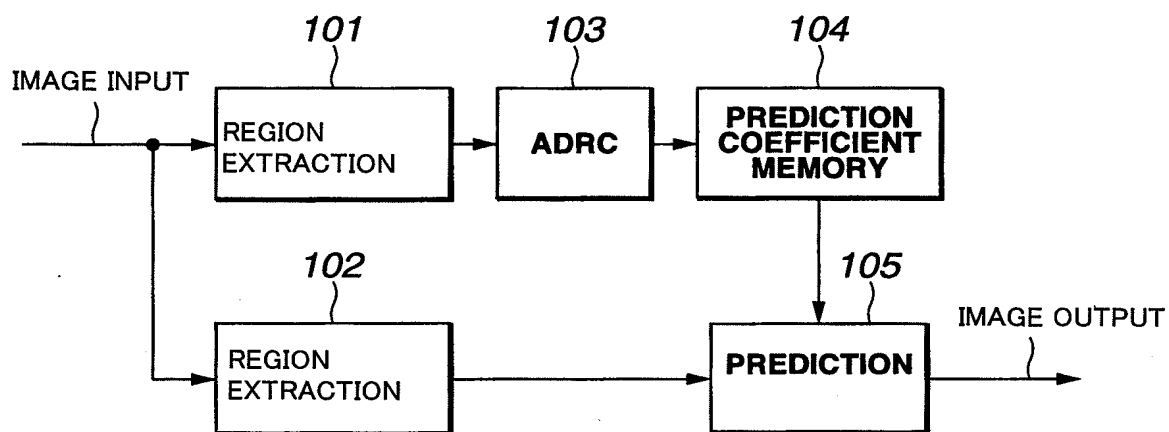 101
103
104
IMAGE INPUT
REGION
EXTRACTION
ADRC
PREDICTION
COEFFICIENT
MEMORY
102
105
REGION
EXTRACTION
PREDICTION
IMAGE OUTPUT